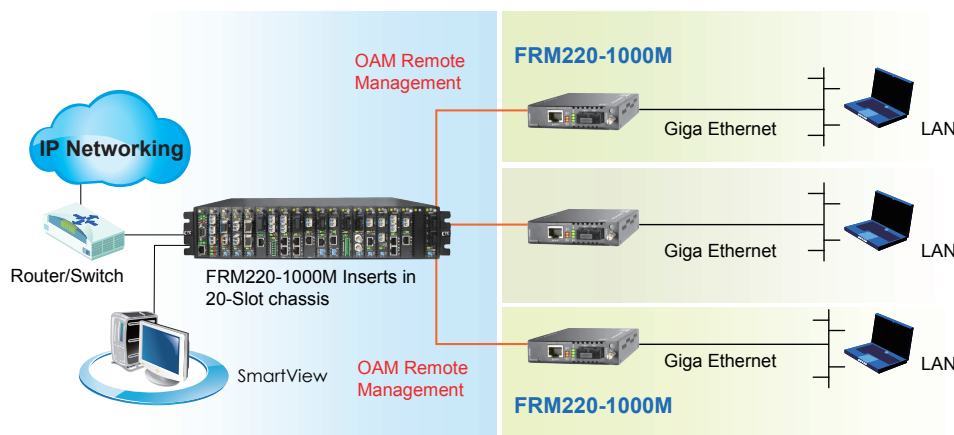 OAM Remote
Management
FRM220-1000M
Giga Ethernet
LAN
IP Networking
Router/Switch
FRM220-1000M Inserts in
20-Slot chassis
Giga Ethernet
LAN
SmartView
OAM Remote
Management
Giga Ethernet
LAN
FRM220-1000M